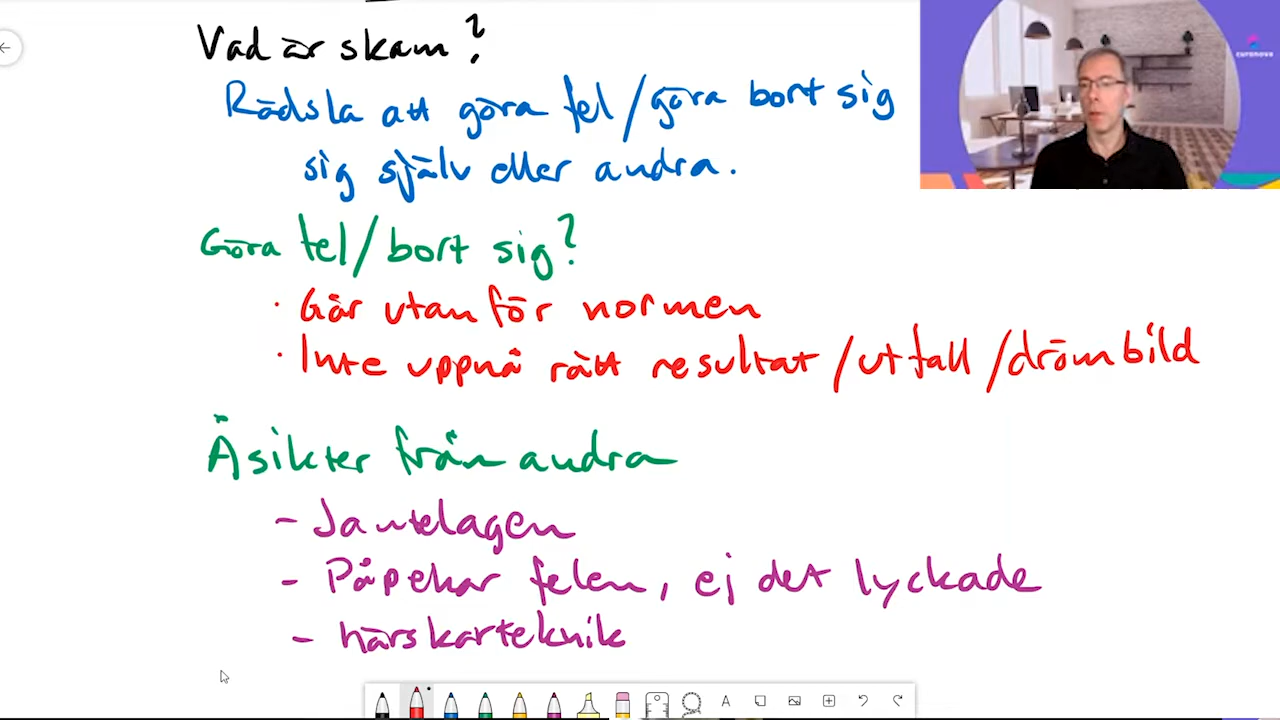 Vad är skam?
Rädsla att göra fel/göra bort sig
sig själv eller andra.
Göra fel/bort sig?
· Går utanför normen
· Inte uppnå rätt resultat/utfall/drömbild
Åsikter från andra
- Jantelagen
- Påpekar felen, ej det lyckade
- härskarteknik
curanova
A